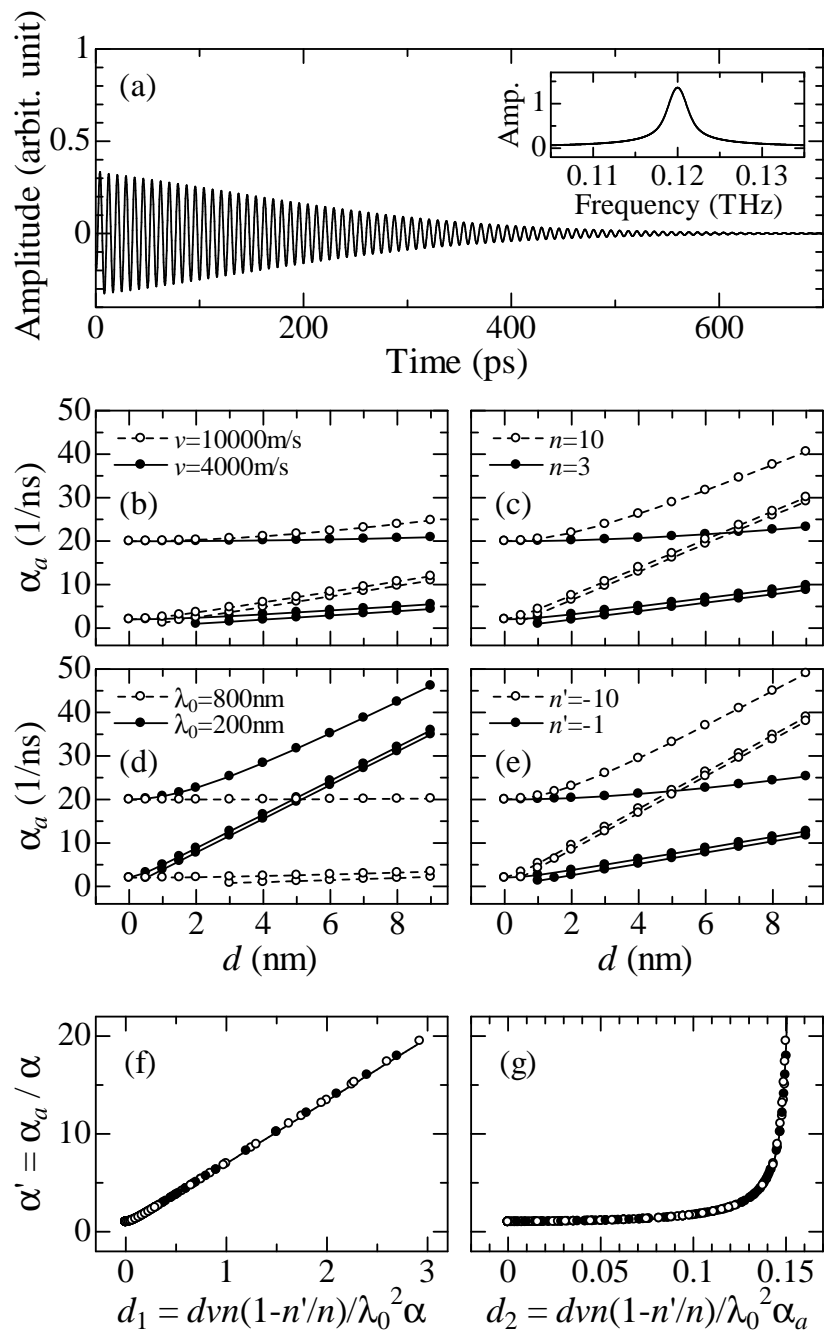 1
(a)
0.5
0
Amplitude (arbit. unit)
0 200 400 600
Time (ps)
Amp.
1
0
0.11 0.12 0.13
Frequency (THz)
50
40
30
20
10
0
α_a (1/ns)
v=10000m/s
v=4000m/s
(b)
n=10
n=3
(c)
50
40
30
20
10
0
α_a (1/ns)
λ₀=800nm
λ₀=200nm
(d)
n'=-10
n'=-1
(e)
0 2 4 6 8
d (nm)
0 2 4 6 8
d (nm)
20
10
0
α' = α_a / α
(f)
(g)
0 1 2 3
d₁ = dvn(1-n'/n)/λ₀²α
0 0.05 0.1 0.15
d₂ = dvn(1-n'/n)/λ₀²α_a